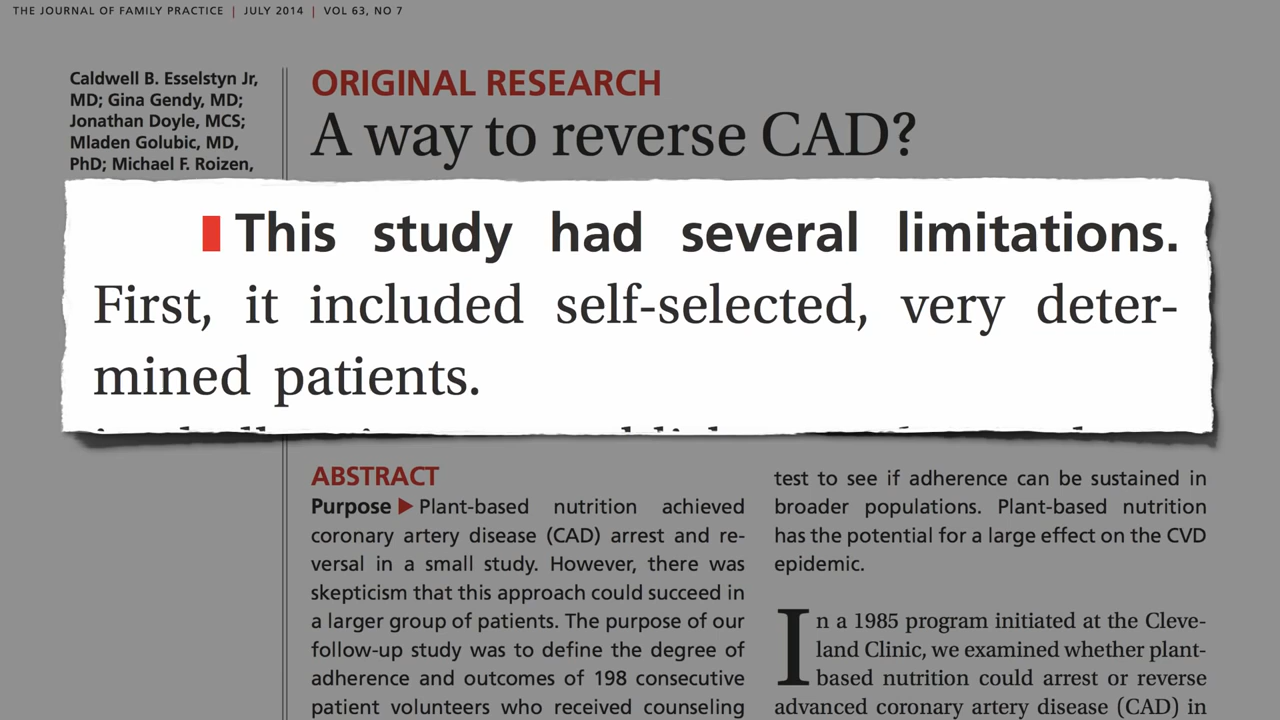 THE JOURNAL OF FAMILY PRACTICE | JULY 2014 | VOL 63, NO 7
Caldwell B. Esselstyn Jr,
MD; Gina Gendy, MD;
Jonathan Doyle, MCS;
Mladen Golubic, MD,
PhD; Michael F. Roizen,
ORIGINAL RESEARCH
A way to reverse CAD?
This study had several limitations.
First, it included self-selected, very deter-
mined patients.
ABSTRACT
Purpose ▶ Plant-based nutrition achieved
coronary artery disease (CAD) arrest and re-
versal in a small study. However, there was
skepticism that this approach could succeed in
a larger group of patients. The purpose of our
follow-up study was to define the degree of
adherence and outcomes of 198 consecutive
patient volunteers who received counseling
test to see if adherence can be sustained in
broader populations. Plant-based nutrition
has the potential for a large effect on the CVD
epidemic.
In a 1985 program initiated at the Cleve-
land Clinic, we examined whether plant-
based nutrition could arrest or reverse
advanced coronary artery disease (CAD) in